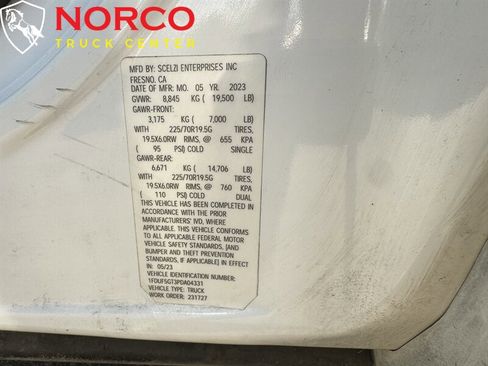 NORCO
TRUCK CENTER
MFD BY: SCELZI ENTERPRISES INC
FRESNO, CA
DATE OF MFR: MO. 05 YR. 2023
GVWR: 8,845 KG ( 19,500 LB)
GAWR-FRONT:
3,175 KG ( 7,000 LB)
WITH 225/70R19.5G TIRES,
19.5X6.0RW RIMS, @ 655 KPA
( 95 PSI) COLD SINGLE
GAWR-REAR:
6,671 KG ( 14,706 LB)
WITH 225/70R19.5G TIRES,
19.5X6.0RW RIMS, @ 760 KPA
( 110 PSI) COLD DUAL
THIS VEHICLE HAS BEEN COMPLETED IN
ACCORDANCE WITH THE PRIOR
MANUFACTURERS' IVD, WHERE APPLICABLE.
THIS VEHICLE CONFORMS
TO ALL APPLICABLE FEDERAL MOTOR
VEHICLE SAFETY STANDARDS, [AND
BUMPER AND THEFT PREVENTION
STANDARDS, IF APPLICABLE] IN EFFECT
IN: 05/23
VEHICLE IDENTIFICATION NUMBER:
1FDUF5GT3PDA04331
VEHICLE TYPE: TRUCK
WORK ORDER: 231727